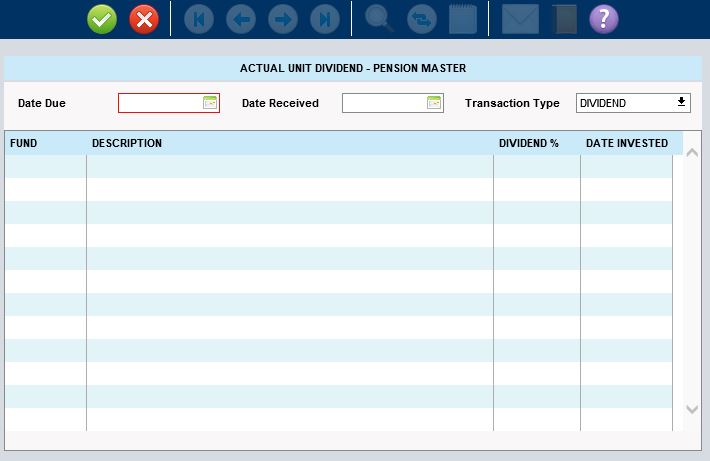 ?
ACTUAL UNIT DIVIDEND - PENSION MASTER
Date Due Date Received Transaction Type DIVIDEND
FUND DESCRIPTION DIVIDEND % DATE INVESTED